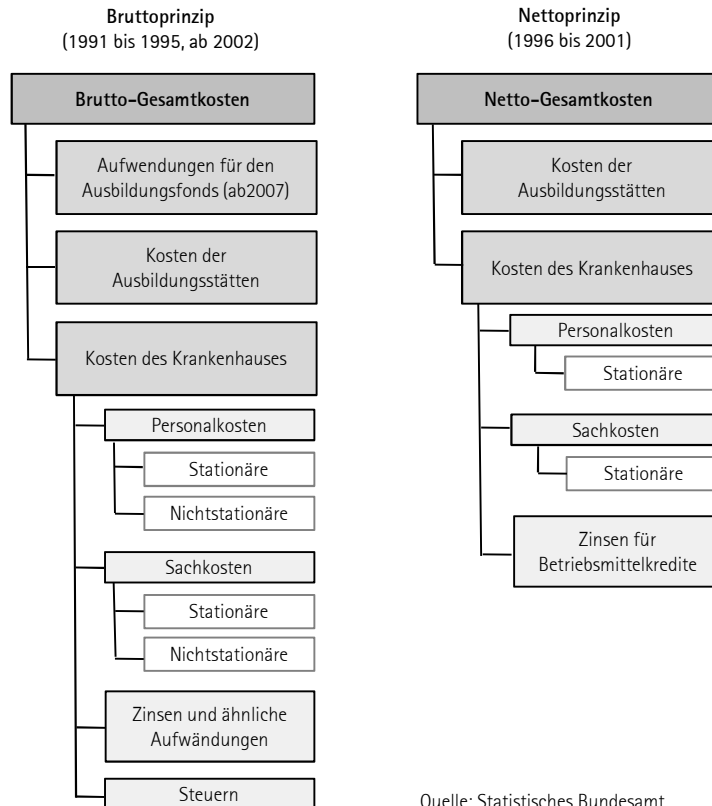 Bruttoprinzip
(1991 bis 1995, ab 2002)
Brutto-Gesamtkosten
Aufwendungen für den
Ausbildungsfonds (ab2007)
Kosten der
Ausbildungsstätten
Kosten des Krankenhauses
Personalkosten
Stationäre
Nichtstationäre
Sachkosten
Stationäre
Nichtstationäre
Zinsen und ähnliche
Aufwändungen
Steuern
Nettoprinzip
(1996 bis 2001)
Netto-Gesamtkosten
Kosten der
Ausbildungsstätten
Kosten des Krankenhauses
Personalkosten
Stationäre
Sachkosten
Stationäre
Zinsen für
Betriebsmittelkredite
Quelle: Statistisches Bundesamt